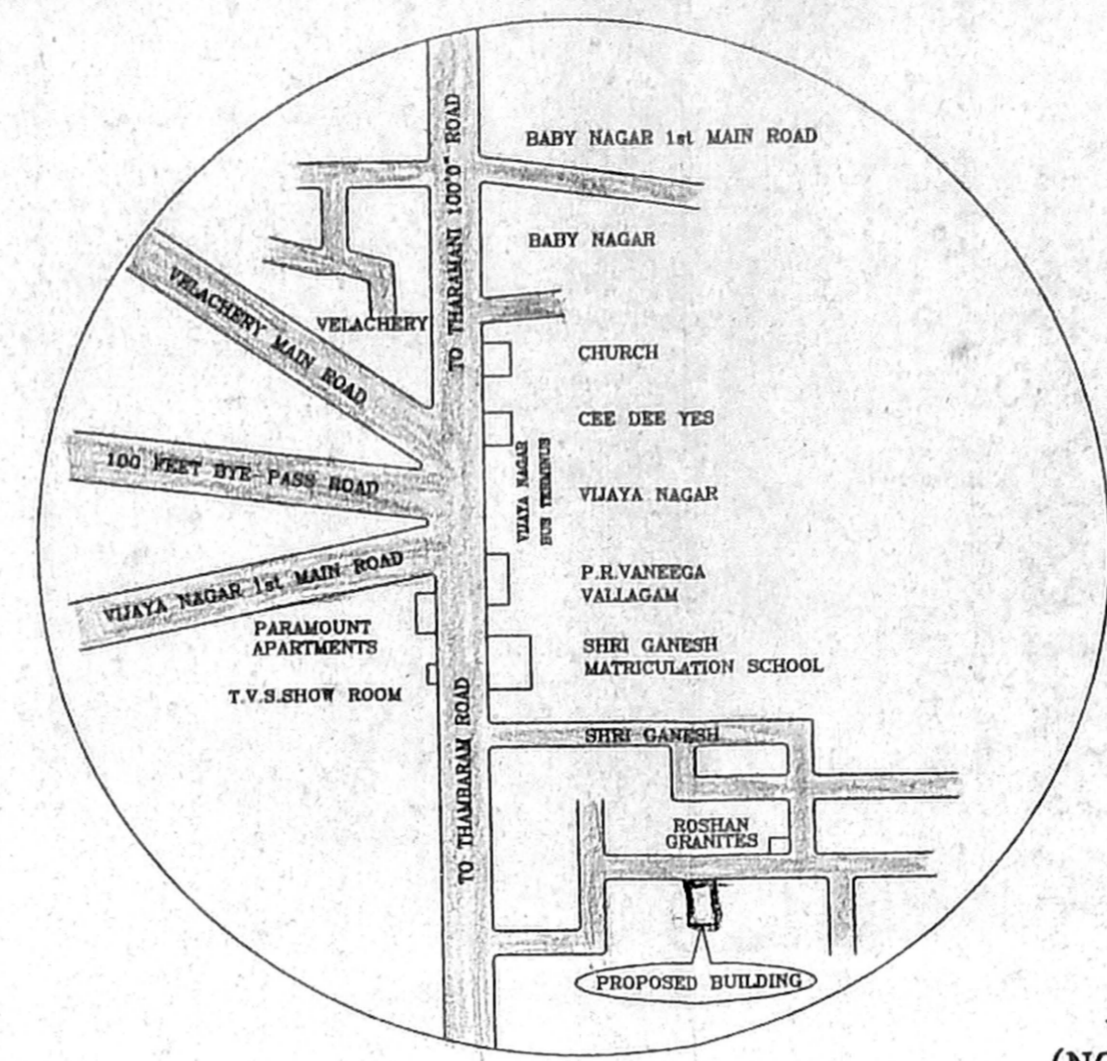 BABY NAGAR 1st MAIN ROAD
TO THARAMANI 100'0" ROAD
BABY NAGAR
VELACHERY MAIN ROAD
VELACHERY
CHURCH
CEE DEE YES
100 FEET BYE-PASS ROAD
VIJAYA NAGAR
BUS TERMINUS
VIJAYA NAGAR
VIJAYA NAGAR 1st MAIN ROAD
P.R.VANEEGA
VALLAGAM
PARAMOUNT
APARTMENTS
SHRI GANESH
MATRICULATION SCHOOL
T.V.S.SHOW ROOM
TO THAMBARAM ROAD
SHRI GANESH
ROSHAN
GRANITES
PROPOSED BUILDING